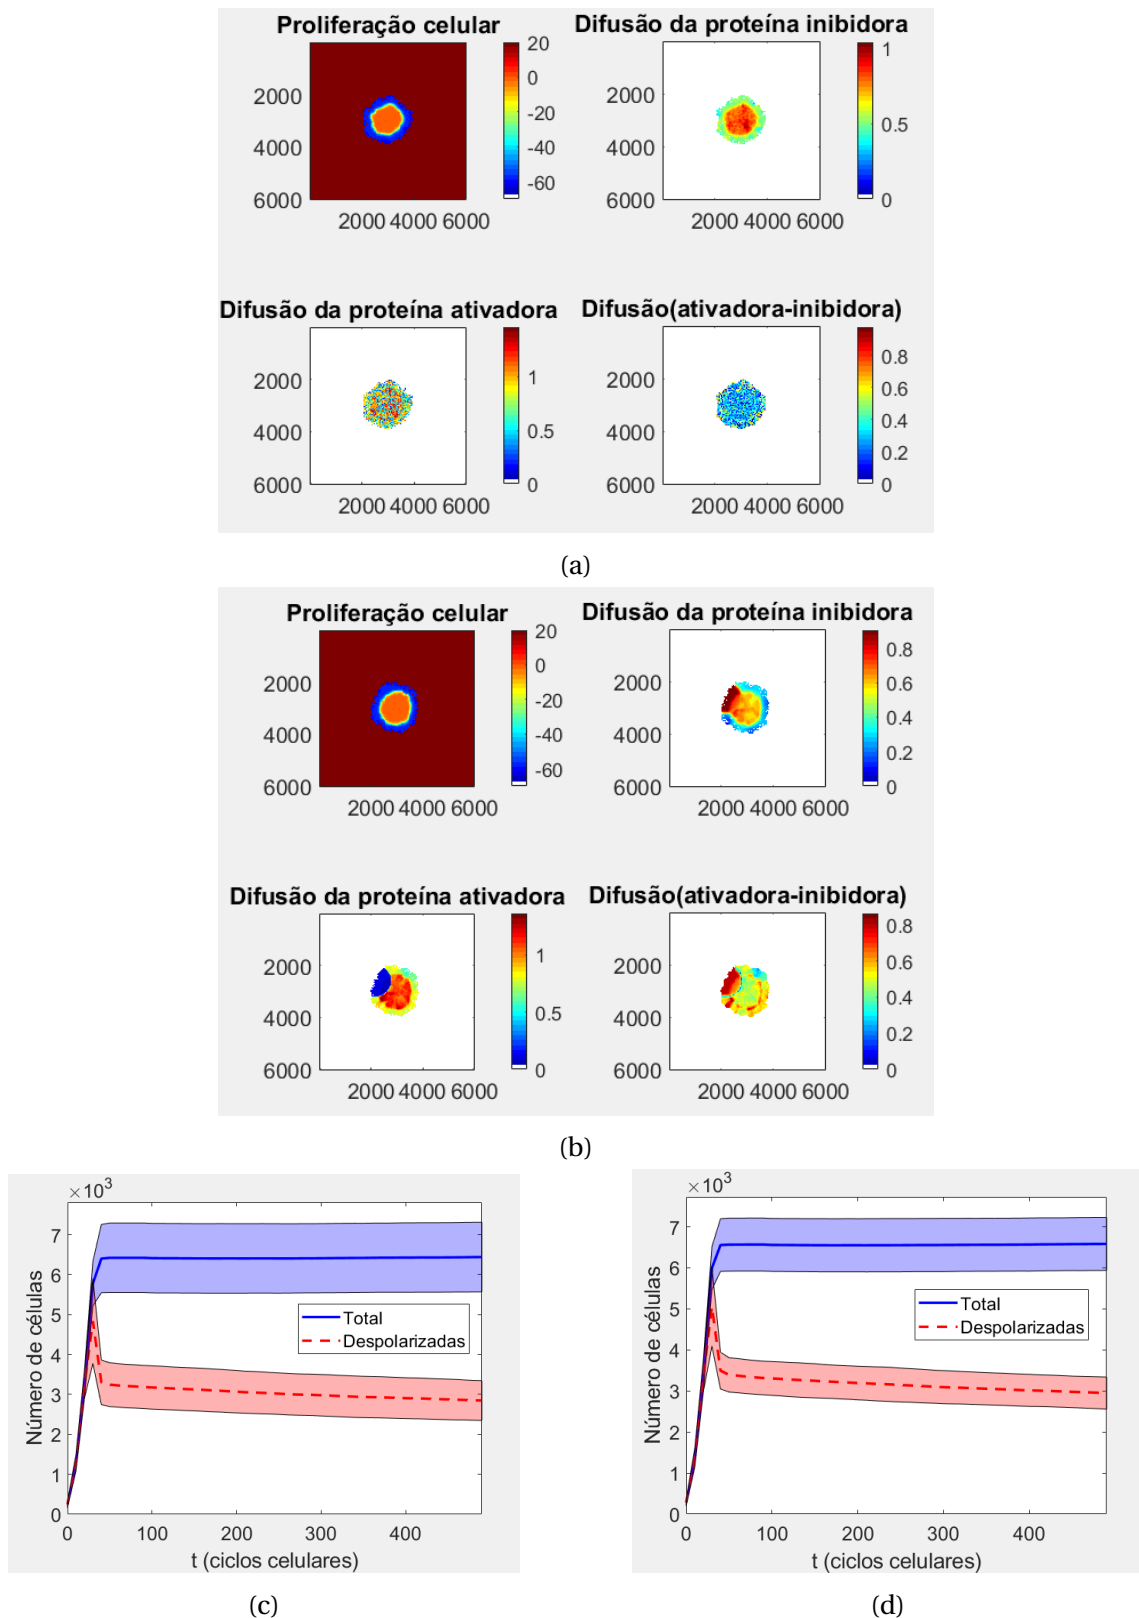 Proliferação celular
Difusão da proteína inibidora
20
0
-20
-40
-60
2000
4000
6000
2000 4000 6000
1
0.5
0
2000
4000
6000
2000 4000 6000
Difusão da proteína ativadora
Difusão(ativadora-inibidora)
2000
4000
6000
2000 4000 6000
1
0.5
0
2000
4000
6000
2000 4000 6000
0.8
0.6
0.4
0.2
0
(a)
Proliferação celular
Difusão da proteína inibidora
2000
4000
6000
2000 4000 6000
20
0
-20
-40
-60
2000
4000
6000
2000 4000 6000
0.8
0.6
0.4
0.2
0
Difusão da proteína ativadora
Difusão(ativadora-inibidora)
2000
4000
6000
2000 4000 6000
1
0.5
0
2000
4000
6000
2000 4000 6000
0.8
0.6
0.4
0.2
0
(b)
×10³
7
6
5
4
3
2
1
0
Número de células
Total
Despolarizadas
0 100 200 300 400
t (ciclos celulares)
(c)
×10³
7
6
5
4
3
2
1
0
Número de células
Total
Despolarizadas
0 100 200 300 400
t (ciclos celulares)
(d)